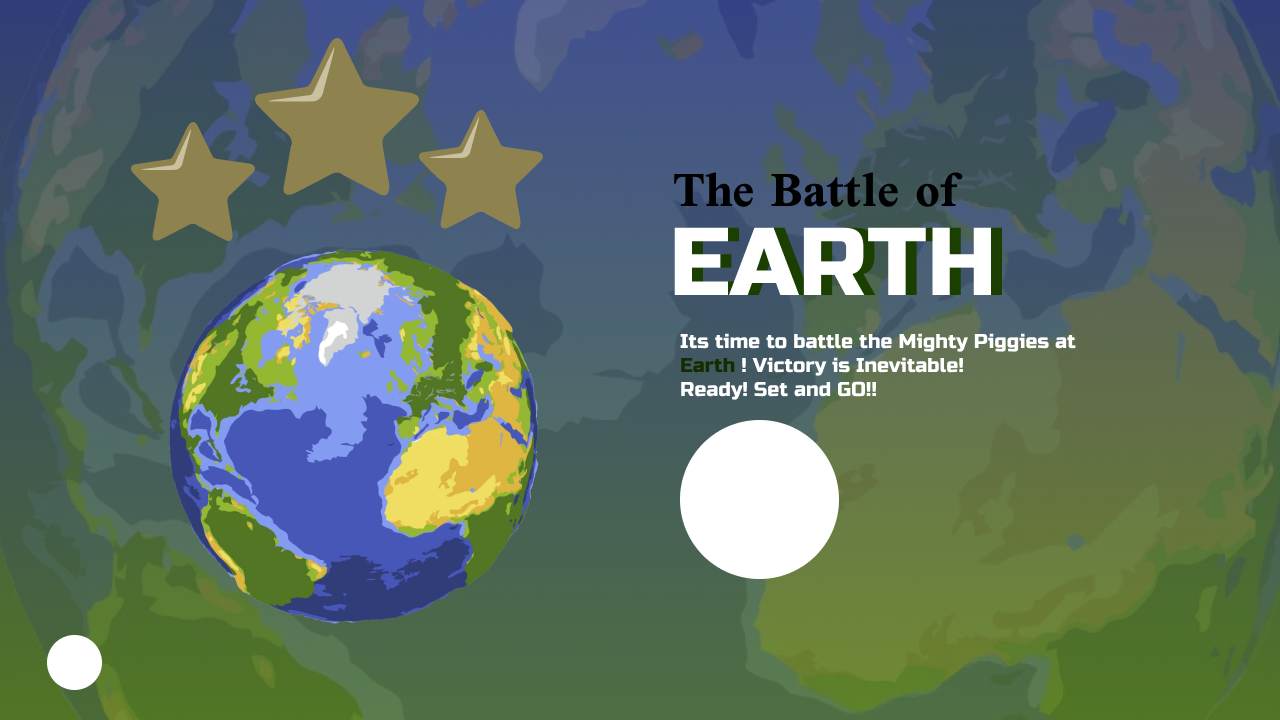 The Battle of
EARTH
Its time to battle the Mighty Piggies at
Earth ! Victory is Inevitable!
Ready! Set and GO!!